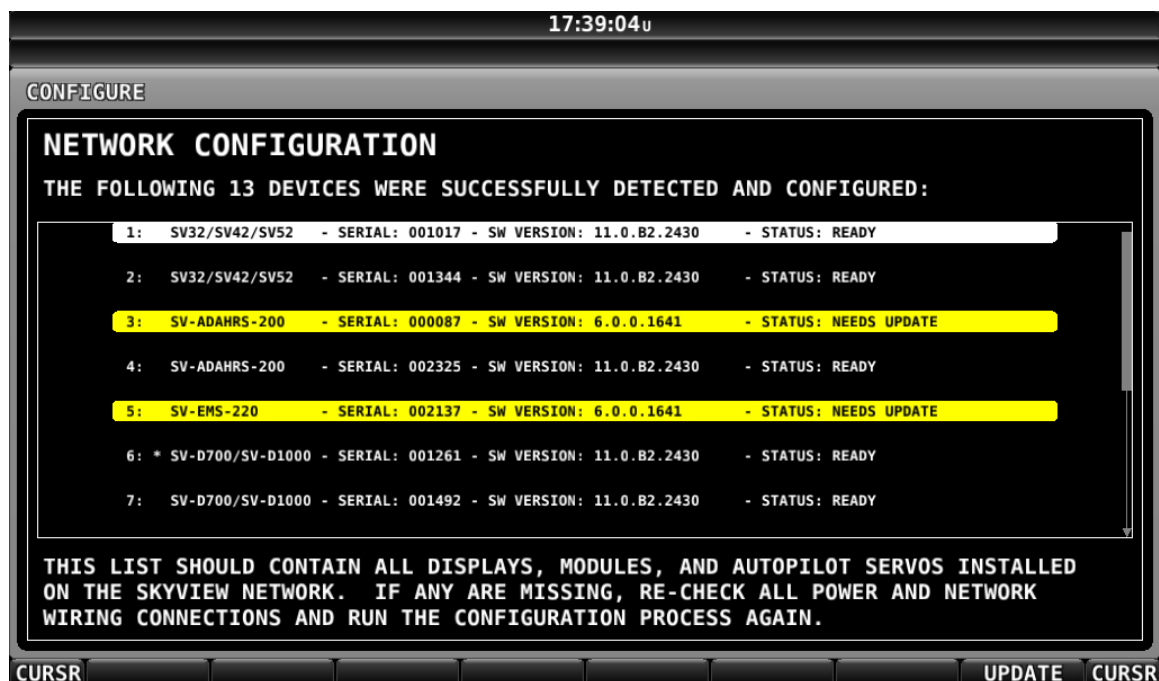 17:39:04U
CONFIGURE
NETWORK CONFIGURATION
THE FOLLOWING 13 DEVICES WERE SUCCESSFULLY DETECTED AND CONFIGURED:
1: SV32/SV42/SV52 - SERIAL: 001017 - SW VERSION: 11.0.B2.2430 - STATUS: READY
2: SV32/SV42/SV52 - SERIAL: 001344 - SW VERSION: 11.0.B2.2430 - STATUS: READY
3: SV-ADAHRS-200 - SERIAL: 000087 - SW VERSION: 6.0.0.1641 - STATUS: NEEDS UPDATE
4: SV-ADAHRS-200 - SERIAL: 002325 - SW VERSION: 11.0.B2.2430 - STATUS: READY
5: SV-EMS-220 - SERIAL: 002137 - SW VERSION: 6.0.0.1641 - STATUS: NEEDS UPDATE
6: * SV-D700/SV-D1000 - SERIAL: 001261 - SW VERSION: 11.0.B2.2430 - STATUS: READY
7: SV-D700/SV-D1000 - SERIAL: 001492 - SW VERSION: 11.0.B2.2430 - STATUS: READY
THIS LIST SHOULD CONTAIN ALL DISPLAYS, MODULES, AND AUTOPILOT SERVOS INSTALLED
ON THE SKYVIEW NETWORK. IF ANY ARE MISSING, RE-CHECK ALL POWER AND NETWORK
WIRING CONNECTIONS AND RUN THE CONFIGURATION PROCESS AGAIN.
CURSR UPDATE CURSR